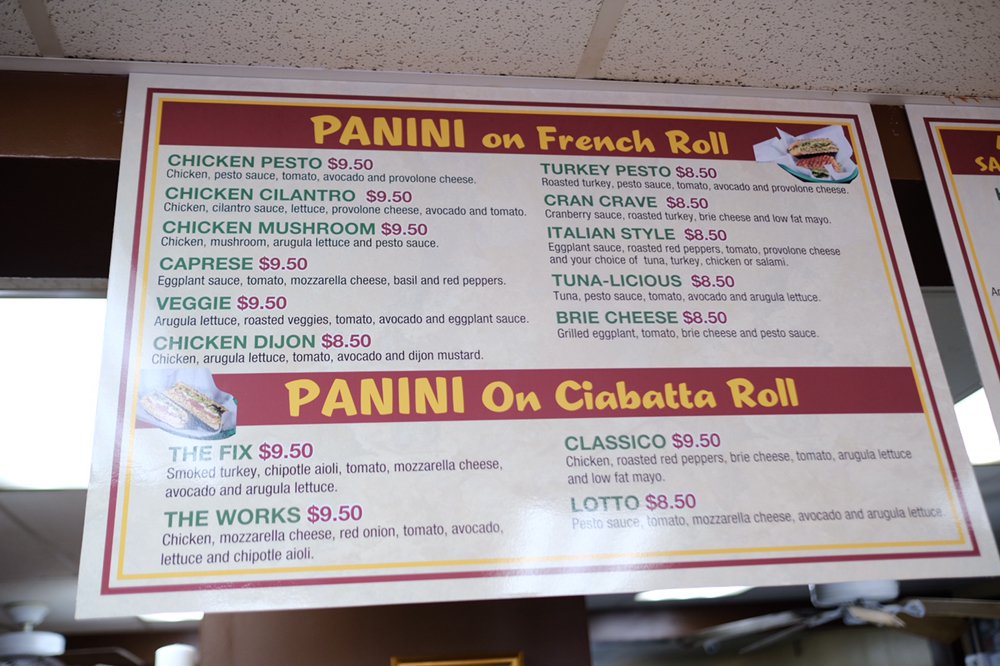 PANINI on French Roll
CHICKEN PESTO $9.50
Chicken, pesto sauce, tomato, avocado and provolone cheese.
CHICKEN CILANTRO $9.50
Chicken, cilantro sauce, lettuce, provolone cheese, avocado and tomato.
CHICKEN MUSHROOM $9.50
Chicken, mushroom, arugula lettuce and pesto sauce.
CAPRESE $9.50
Eggplant sauce, tomato, mozzarella cheese, basil and red peppers.
VEGGIE $9.50
Arugula lettuce, roasted veggies, tomato, avocado and eggplant sauce.
CHICKEN DIJON $8.50
Chicken, arugula lettuce, tomato, avocado and dijon mustard.
TURKEY PESTO $8.50
Roasted turkey, pesto sauce, tomato, avocado and provolone cheese.
CRAN CRAVE $8.50
Cranberry sauce, roasted turkey, brie cheese and low fat mayo.
ITALIAN STYLE $8.50
Eggplant sauce, roasted red peppers, tomato, provolone cheese
and your choice of tuna, turkey, chicken or salami.
TUNA-LICIOUS $8.50
Tuna, pesto sauce, tomato, avocado and arugula lettuce.
BRIE CHEESE $8.50
Grilled eggplant, tomato, brie cheese and pesto sauce.
PANINI On Ciabatta Roll
THE FIX $9.50
Smoked turkey, chipotle aioli, tomato, mozzarella cheese,
avocado and arugula lettuce.
THE WORKS $9.50
Chicken, mozzarella cheese, red onion, tomato, avocado,
lettuce and chipotle aioli.
CLASSICO $9.50
Chicken, roasted red peppers, brie cheese, tomato, arugula lettuce
and low fat mayo.
LOTTO $8.50
Pesto sauce, tomato, mozzarella cheese, avocado and arugula lettuce.